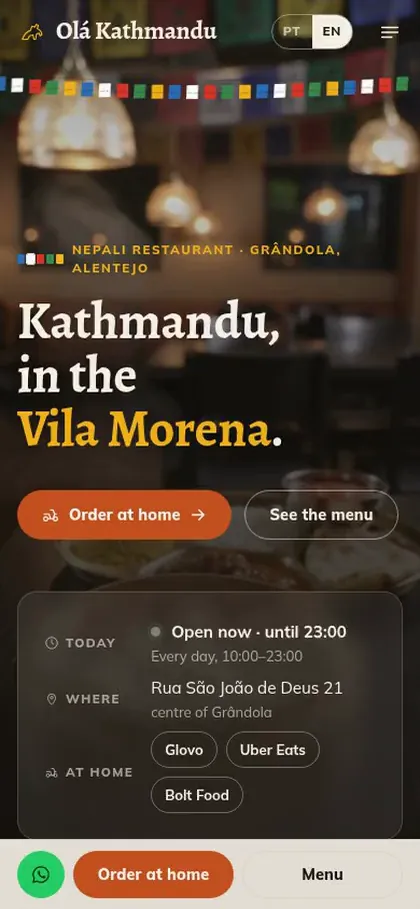 Olá Kathmandu
PT EN
NEPALI RESTAURANT · GRÂNDOLA,
ALENTEJO
Kathmandu,
in the
Vila Morena.
Order at home →
See the menu
TODAY
Open now · until 23:00
Every day, 10:00–23:00
WHERE
Rua São João de Deus 21
centre of Grândola
AT HOME
Glovo
Uber Eats
Bolt Food
Order at home
Menu